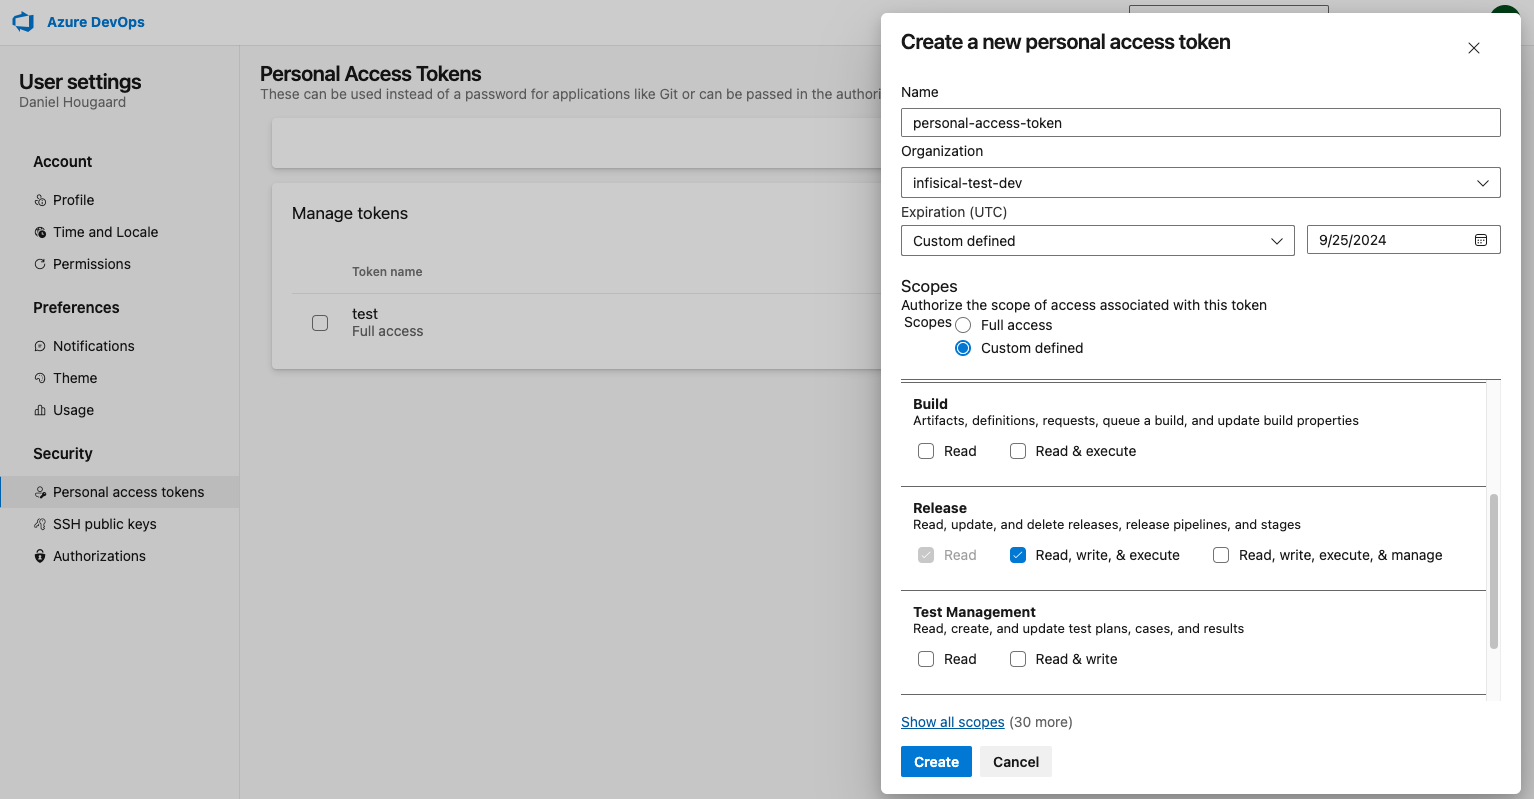 Azure DevOps
User settings
Daniel Hougaard
Account
Profile
Time and Locale
Permissions
Preferences
Notifications
Theme
Usage
Security
Personal access tokens
SSH public keys
Authorizations
Personal Access Tokens
These can be used instead of a password for applications like Git or can be passed in the authori
Manage tokens
Token name
test
Full access
Create a new personal access token
Name
personal-access-token
Organization
infisical-test-dev
Expiration (UTC)
Custom defined
9/25/2024
Scopes
Authorize the scope of access associated with this token
Scopes
Full access
Custom defined
Build
Artifacts, definitions, requests, queue a build, and update build properties
Read Read & execute
Release
Read, update, and delete releases, release pipelines, and stages
Read Read, write, & execute Read, write, execute, & manage
Test Management
Read, create, and update test plans, cases, and results
Read Read & write
Show all scopes (30 more)
Create Cancel